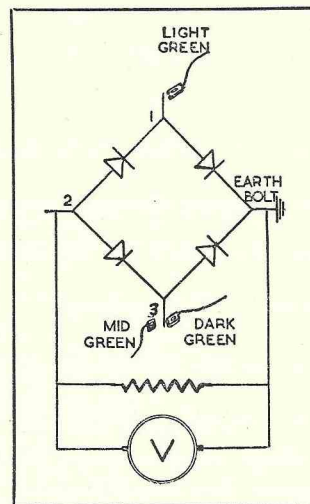 LIGHT
GREEN
1
2
EARTH
BOLT
3
MID
GREEN
DARK
GREEN
V